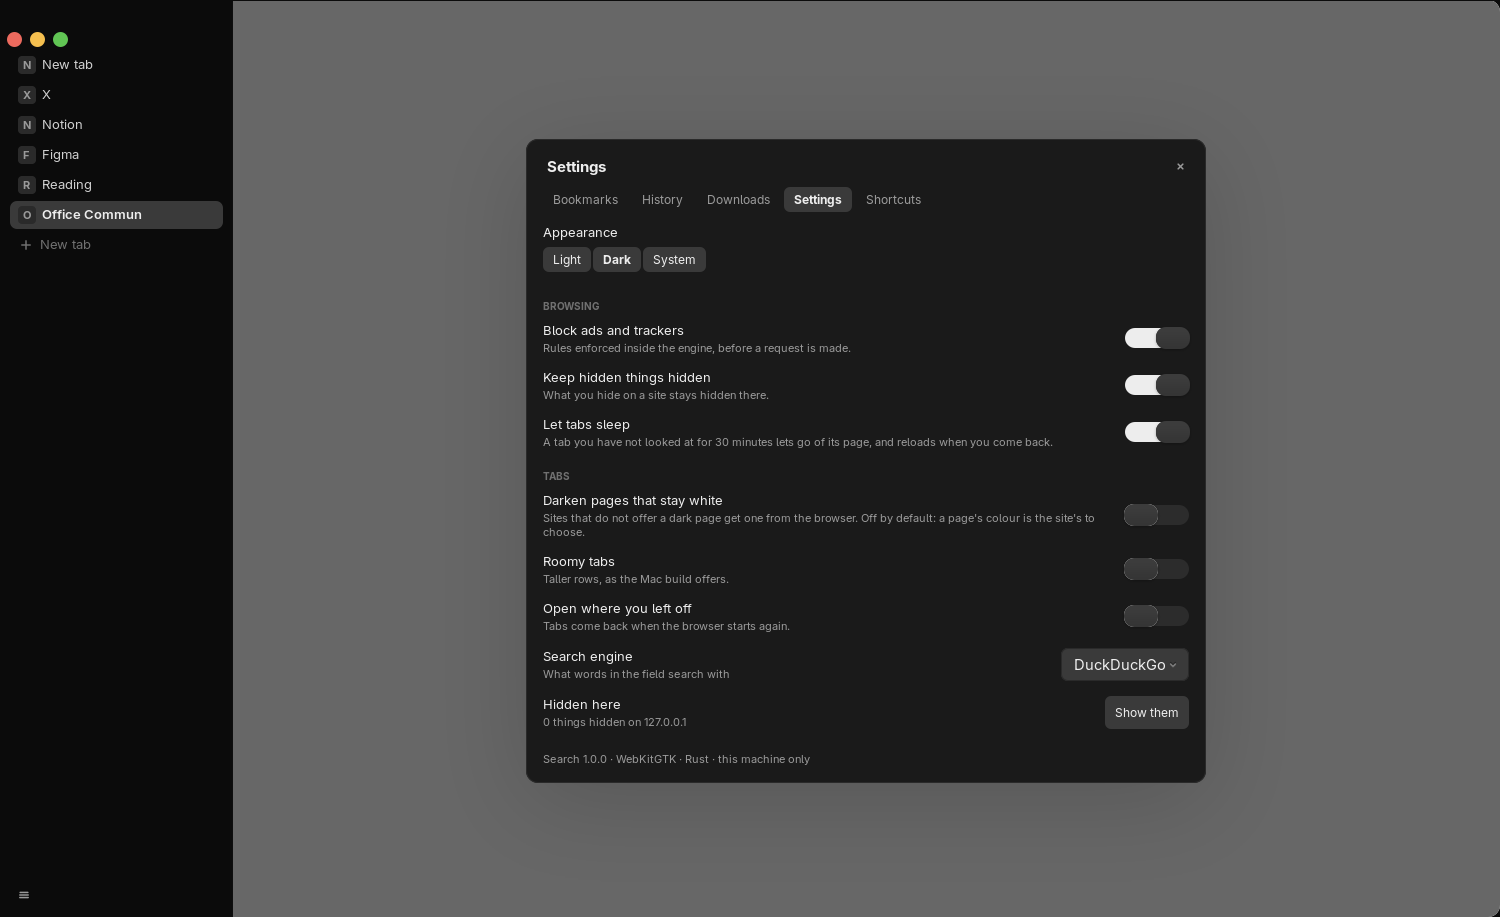 N New tab
X X
N Notion
F Figma
R Reading
O Office Commun
+ New tab
Settings
×
Bookmarks History Downloads Settings Shortcuts
Appearance
Light Dark System
BROWSING
Block ads and trackers
Rules enforced inside the engine, before a request is made.
Keep hidden things hidden
What you hide on a site stays hidden there.
Let tabs sleep
A tab you have not looked at for 30 minutes lets go of its page, and reloads when you come back.
TABS
Darken pages that stay white
Sites that do not offer a dark page get one from the browser. Off by default: a page's colour is the site's to
choose.
Roomy tabs
Taller rows, as the Mac build offers.
Open where you left off
Tabs come back when the browser starts again.
Search engine
What words in the field search with
DuckDuckGo
Hidden here
0 things hidden on 127.0.0.1
Show them
Search 1.0.0 · WebKitGTK · Rust · this machine only